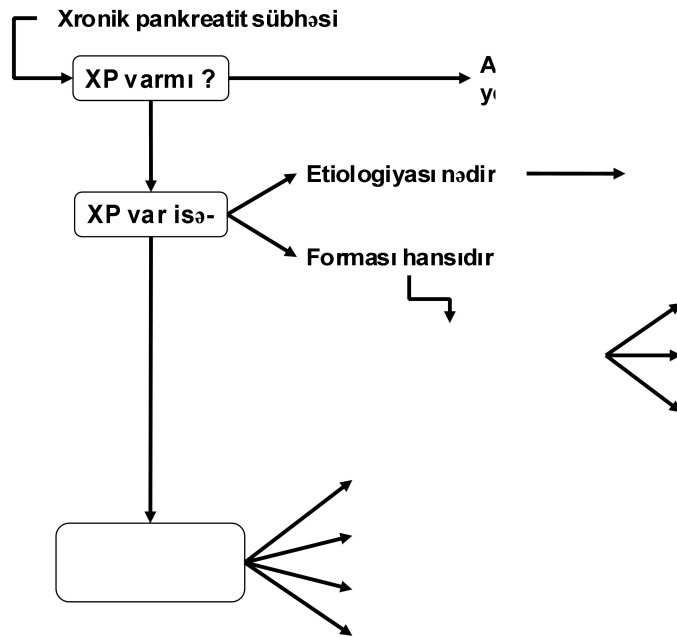 Xronik pankreatit sübhəsi
XP varmı ?
Etiologiyası nədir
XP var isə-
Forması hansıdır